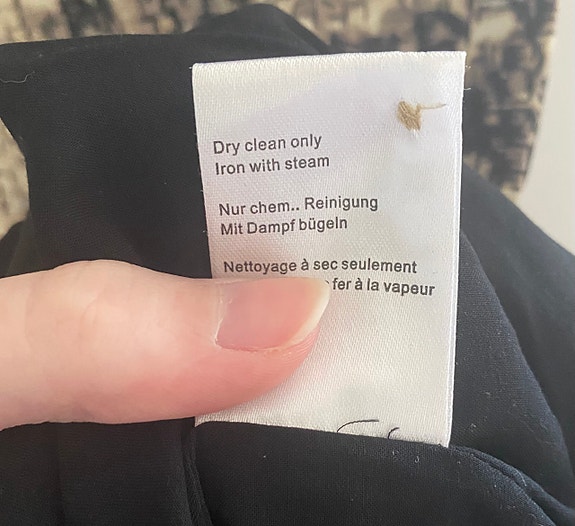 Dry clean only
Iron with steam
Nur chem.. Reinigung
Mit Dampf bügeln
Nettoyage à sec seulement
fer à la vapeur